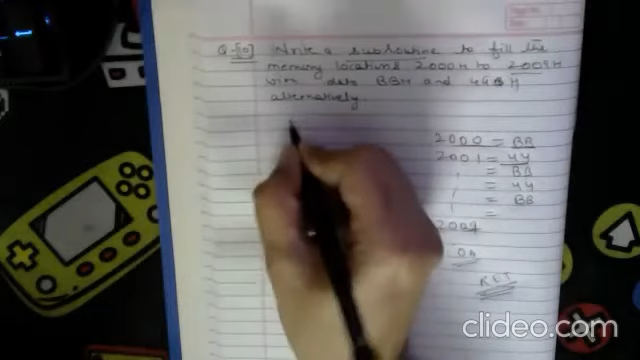 Q-10] Write a subroutine to fill the
memory locations 2000H to 2009H
with data BBH and 44H
alternatively.
2000 = BB
2001 = 44
= BB
= 44
= BB
=
2009
0A
RET
clideo.com